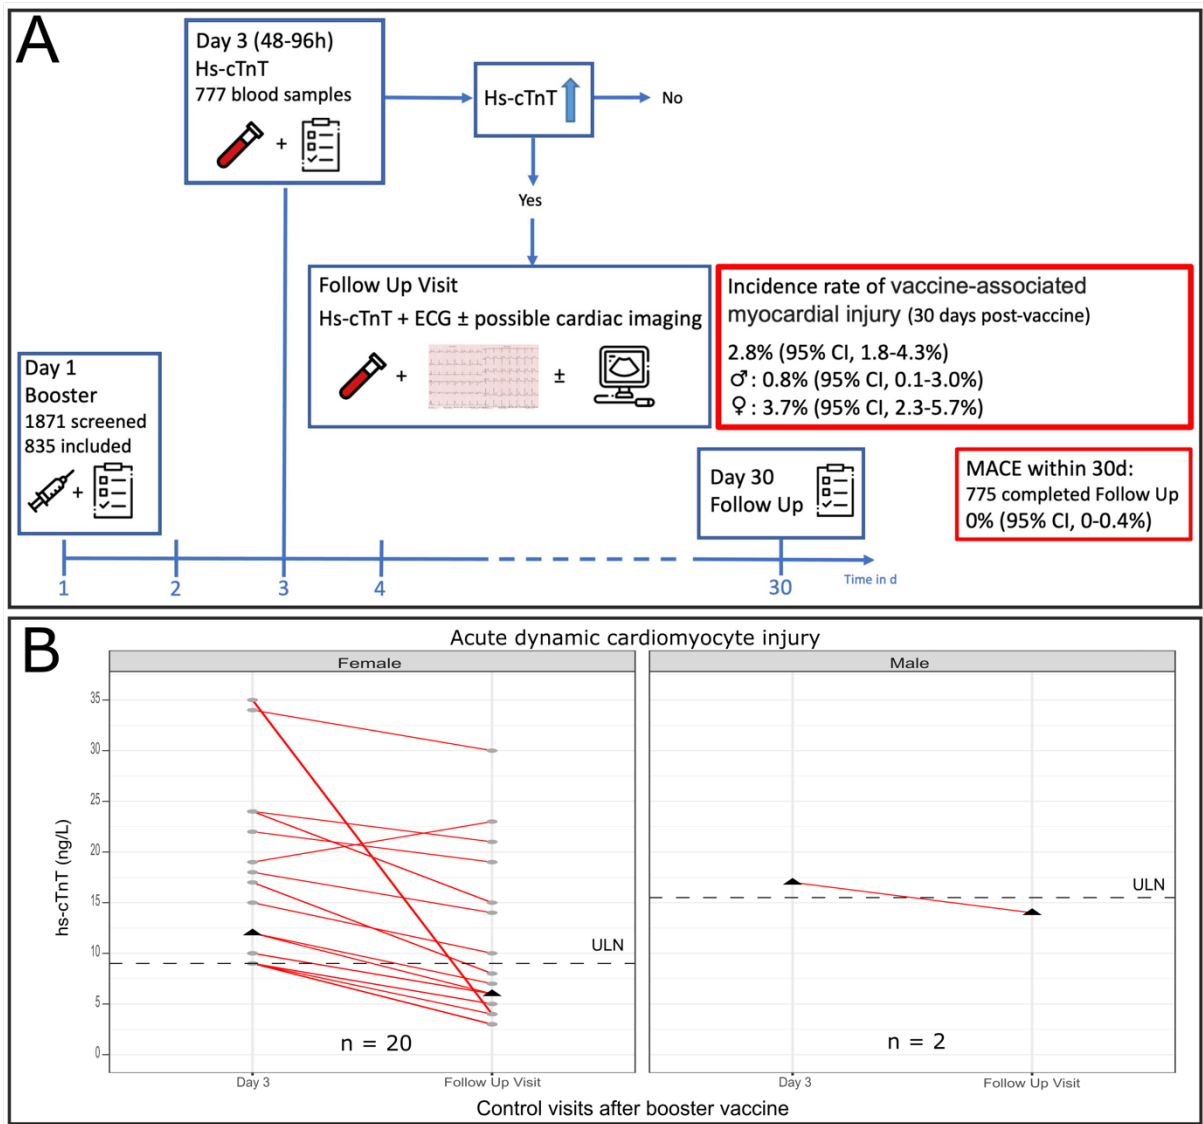 A
Day 3 (48-96h)
Hs-cTnT
777 blood samples
+
Hs-cTnT
No
Yes
Follow Up Visit
Hs-cTnT + ECG ± possible cardiac imaging
+
±
Incidence rate of vaccine-associated
myocardial injury (30 days post-vaccine)
2.8% (95% CI, 1.8-4.3%)
♂: 0.8% (95% CI, 0.1-3.0%)
♀: 3.7% (95% CI, 2.3-5.7%)
Day 1
Booster
1871 screened
835 included
+
Day 30
Follow Up
MACE within 30d:
775 completed Follow Up
0% (95% CI, 0-0.4%)
1 2 3 4 30
Time in d
B
Acute dynamic cardiomyocyte injury
Female
Male
hs-cTnT (ng/L)
35
30
25
20
15
10
5
0
ULN
ULN
n = 20
n = 2
Day 3
Follow Up Visit
Day 3
Follow Up Visit
Control visits after booster vaccine